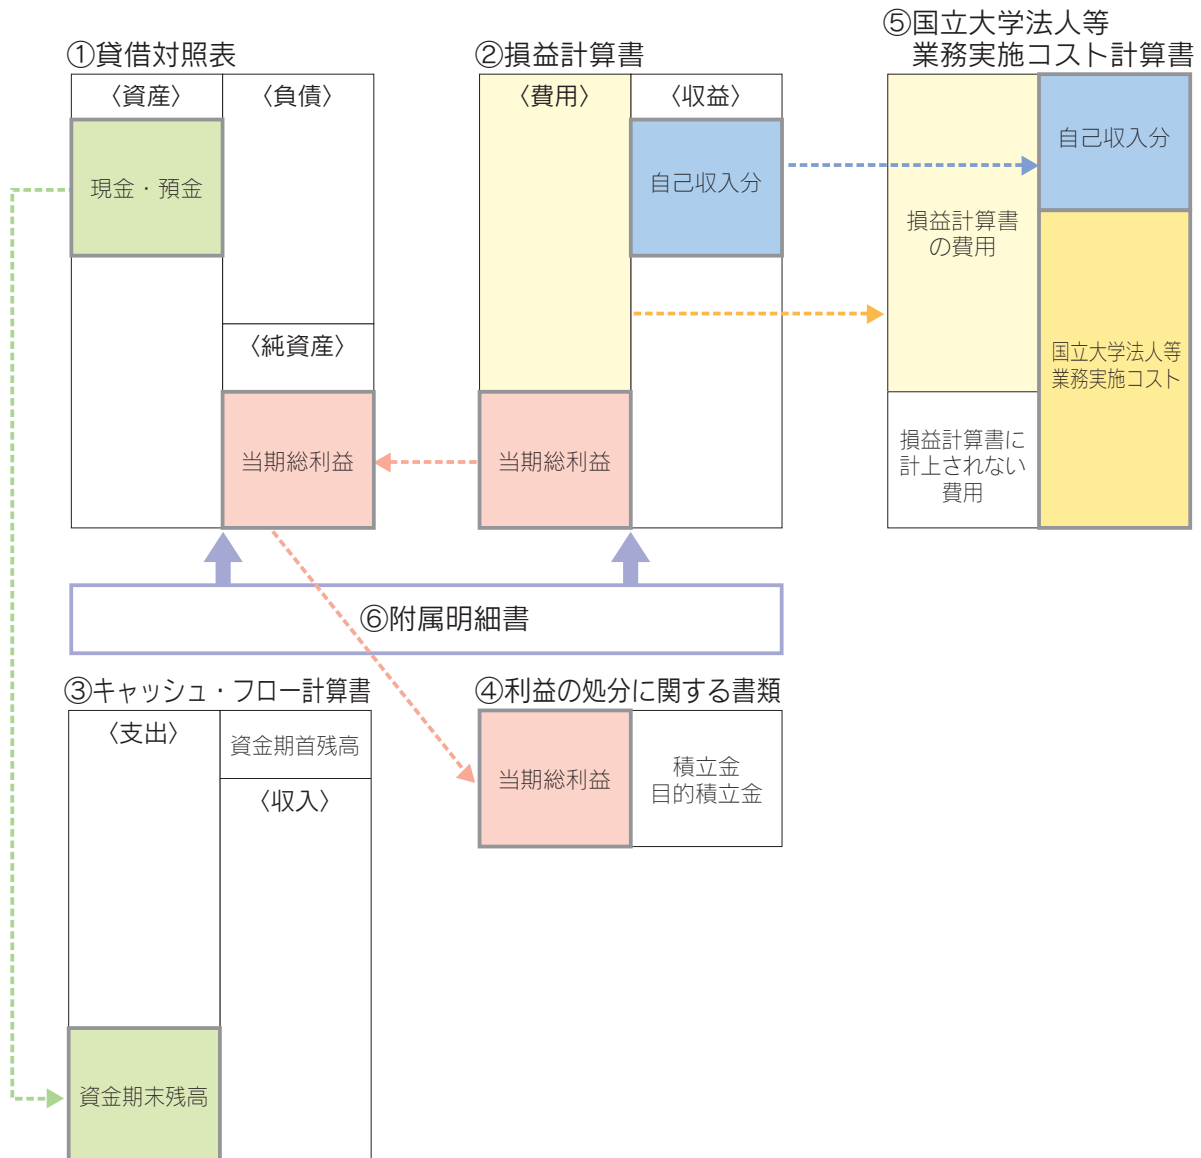 ①貸借対照表
〈資産〉
〈負債〉
現金・預金
〈純資産〉
当期総利益
②損益計算書
〈費用〉
〈収益〉
自己収入分
当期総利益
⑤国立大学法人等
業務実施コスト計算書
自己収入分
損益計算書
の費用
国立大学法人等
業務実施コスト
損益計算書に
計上されない
費用
⑥附属明細書
③キャッシュ・フロー計算書
〈支出〉
資金期首残高
〈収入〉
資金期末残高
④利益の処分に関する書類
当期総利益
積立金
目的積立金